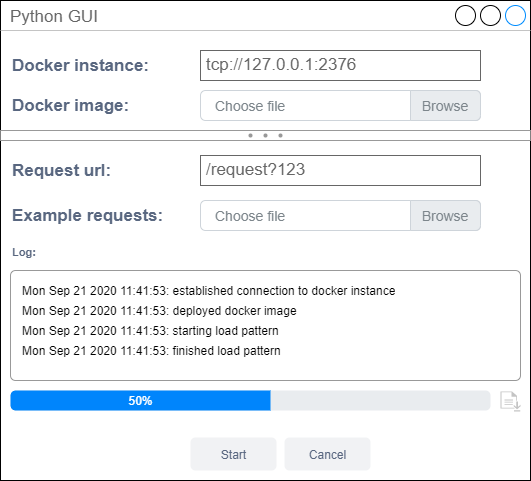 Python GUI
Docker instance: tcp://127.0.0.1:2376
Docker image: Choose file Browse
Request url: /request?123
Example requests: Choose file Browse
Log:
Mon Sep 21 2020 11:41:53: established connection to docker instance
Mon Sep 21 2020 11:41:53: deployed docker image
Mon Sep 21 2020 11:41:53: starting load pattern
Mon Sep 21 2020 11:41:53: finished load pattern
50%
Start Cancel